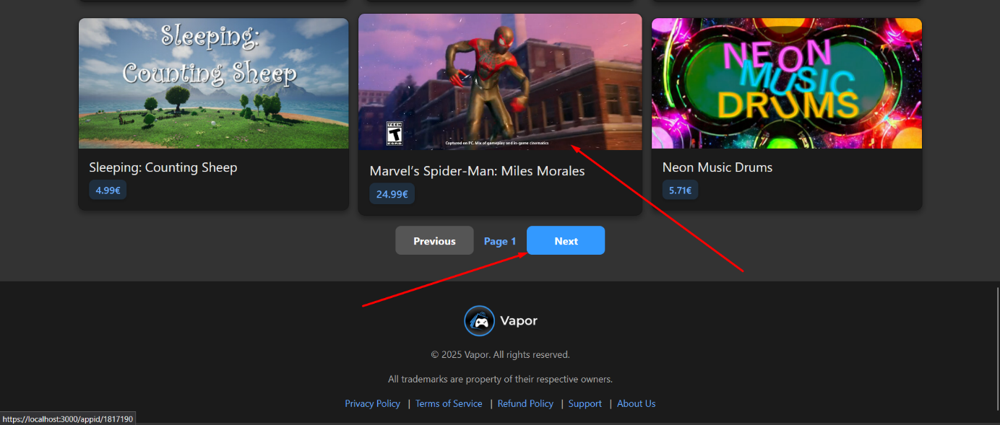 Sleeping:
Counting Sheep
NEON
MUSIC
DRUMS
TEEN
T
ESRB
Captured on PC. Mix of gameplay and in-game cinematics
Sleeping: Counting Sheep
Marvel’s Spider-Man: Miles Morales
Neon Music Drums
4.99€
24.99€
5.71€
Previous
Page 1
Next
Vapor
© 2025 Vapor. All rights reserved.
All trademarks are property of their respective owners.
Privacy Policy | Terms of Service | Refund Policy | Support | About Us
https://localhost:3000/appid/1817190